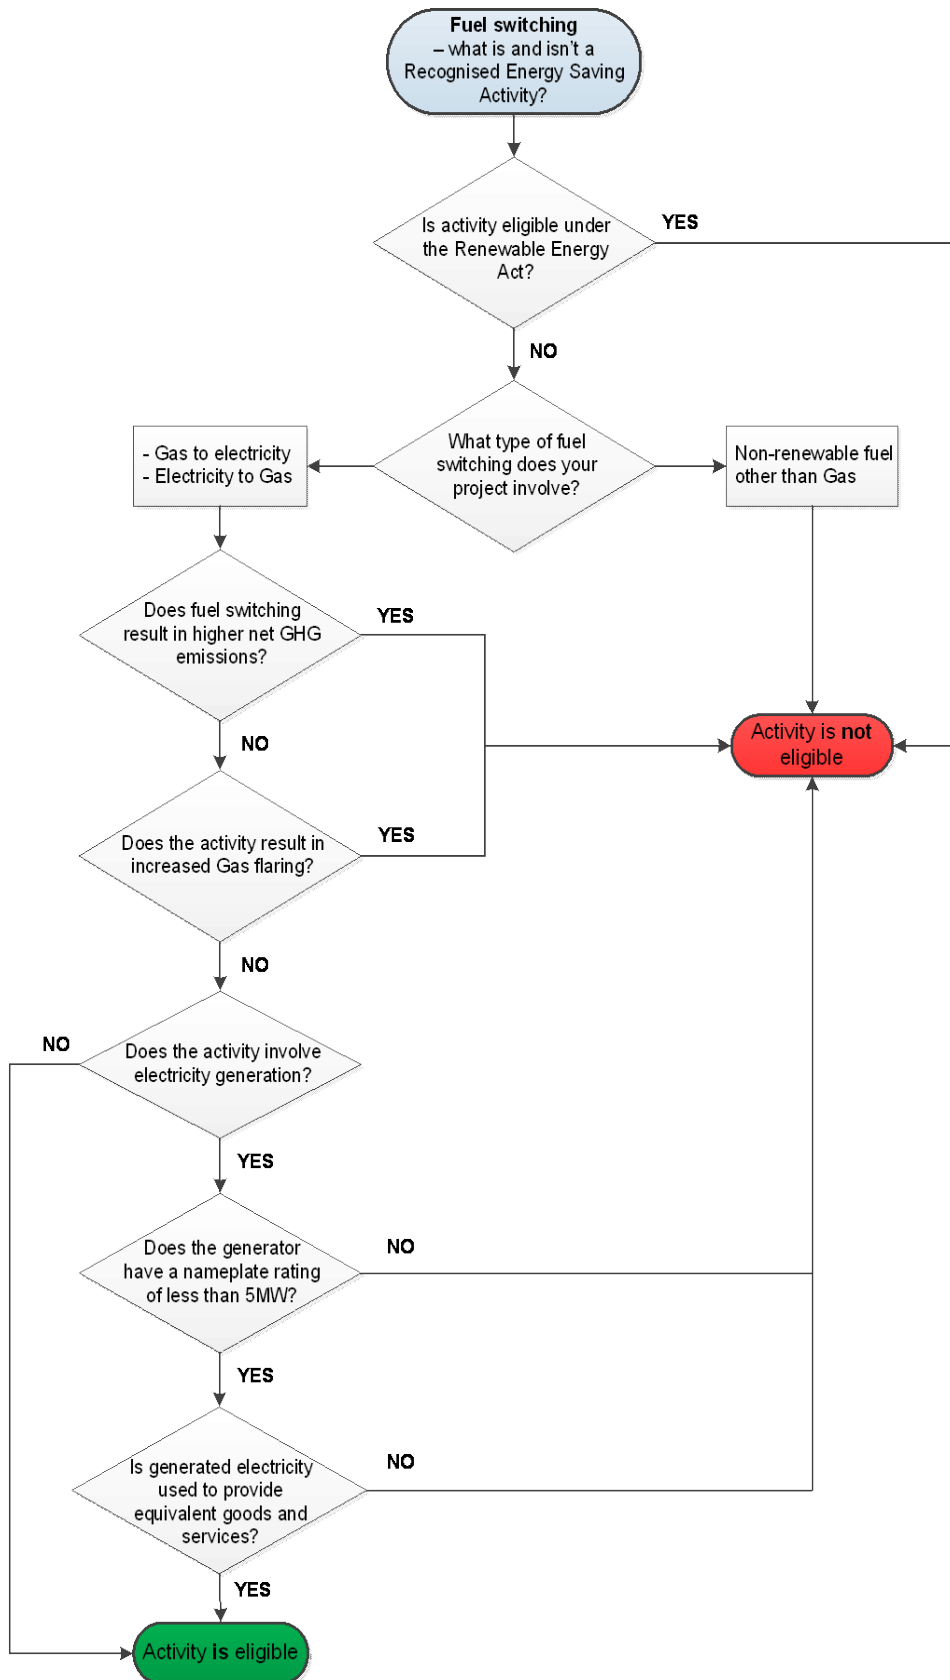 Fuel switching
– what is and isn't a
Recognised Energy Saving
Activity?
Is activity eligible under
the Renewable Energy
Act?
YES
NO
What type of fuel
switching does your
project involve?
- Gas to electricity
- Electricity to Gas
Non-renewable fuel
other than Gas
Does fuel switching
result in higher net GHG
emissions?
YES
NO
Activity is not
eligible
Does the activity result in
increased Gas flaring?
YES
NO
Does the activity involve
electricity generation?
NO
YES
Does the generator
have a nameplate rating
of less than 5MW?
NO
YES
Is generated electricity
used to provide
equivalent goods and
services?
NO
YES
Activity is eligible